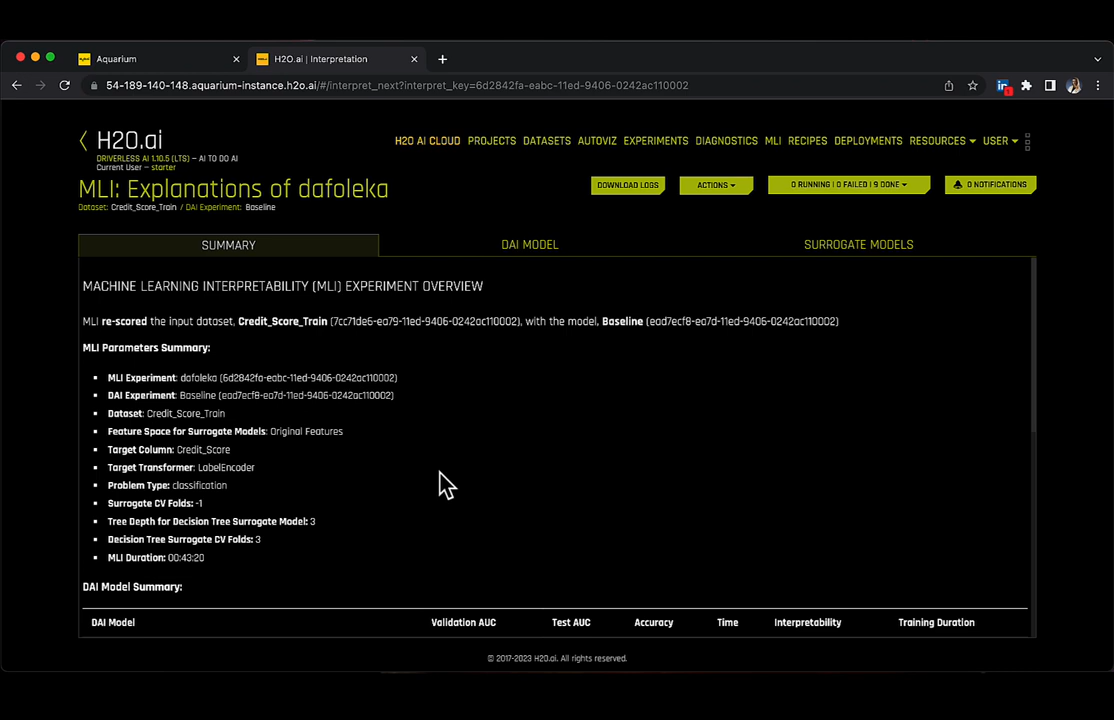 Aquarium
H2O.ai | Interpretation
54-189-140-148.aquarium-instance.h2o.ai/#/interpret_next?interpret_key=6d2842fa-eabc-11ed-9406-0242ac110002
H2O.ai
DRIVERLESS AI 1.10.5 (LTS) — AI TO DO AI
Current User — starter
H2O AI CLOUD PROJECTS DATASETS AUTOVIZ EXPERIMENTS DIAGNOSTICS MLI RECIPES DEPLOYMENTS RESOURCES USER
MLI: Explanations of dafoleka
Dataset: Credit_Score_Train / DAI Experiment: Baseline
DOWNLOAD LOGS ACTIONS 0 RUNNING | 0 FAILED | 9 DONE 0 NOTIFICATIONS
SUMMARY DAI MODEL SURROGATE MODELS
MACHINE LEARNING INTERPRETABILITY (MLI) EXPERIMENT OVERVIEW
MLI re-scored the input dataset, Credit_Score_Train (7cc71de6-ea79-11ed-9406-0242ac110002), with the model, Baseline (ead7ecf8-ea7d-11ed-9406-0242ac110002)
MLI Parameters Summary:
MLI Experiment: dafoleka (6d2842fa-eabc-11ed-9406-0242ac110002)
DAI Experiment: Baseline (ead7ecf8-ea7d-11ed-9406-0242ac110002)
Dataset: Credit_Score_Train
Feature Space for Surrogate Models: Original Features
Target Column: Credit_Score
Target Transformer: LabelEncoder
Problem Type: classification
Surrogate CV Folds: -1
Tree Depth for Decision Tree Surrogate Model: 3
Decision Tree Surrogate CV Folds: 3
MLI Duration: 00:43:20
DAI Model Summary:
DAI Model Validation AUC Test AUC Accuracy Time Interpretability Training Duration
© 2017-2023 H2O.ai. All rights reserved.